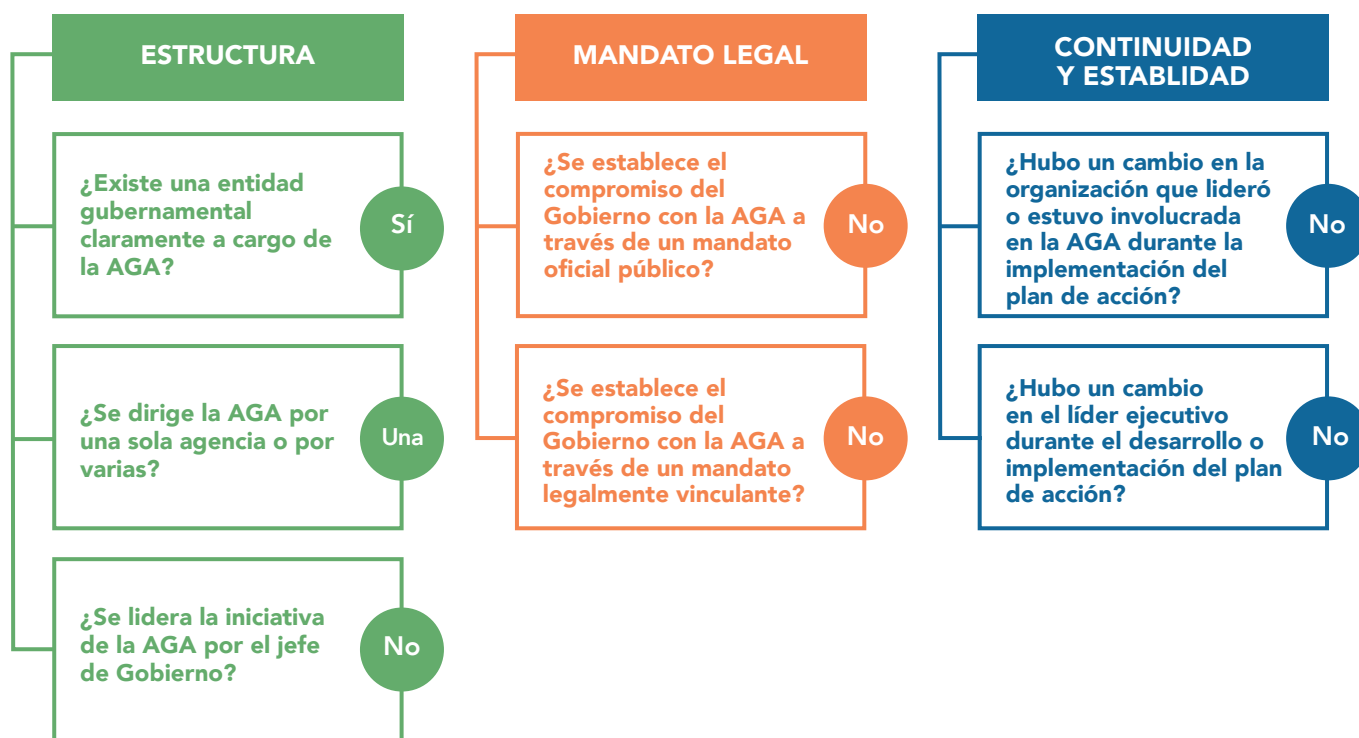 ESTRUCTURA
¿Existe una entidad
gubernamental
claramente a cargo de
la AGA?
Sí
¿Se dirige la AGA por
una sola agencia o por
varias?
Una
¿Se lidera la iniciativa
de la AGA por el jefe
de Gobierno?
No
MANDATO LEGAL
¿Se establece el
compromiso del
Gobierno con la AGA a
través de un mandato
oficial público?
No
¿Se establece el
compromiso del
Gobierno con la AGA a
través de un mandato
legalmente vinculante?
No
CONTINUIDAD
Y ESTABLIDAD
¿Hubo un cambio en la
organización que lideró
o estuvo involucrada
en la AGA durante la
implementación del
plan de acción?
No
¿Hubo un cambio
en el líder ejecutivo
durante el desarrollo o
implementación del plan
de acción?
No